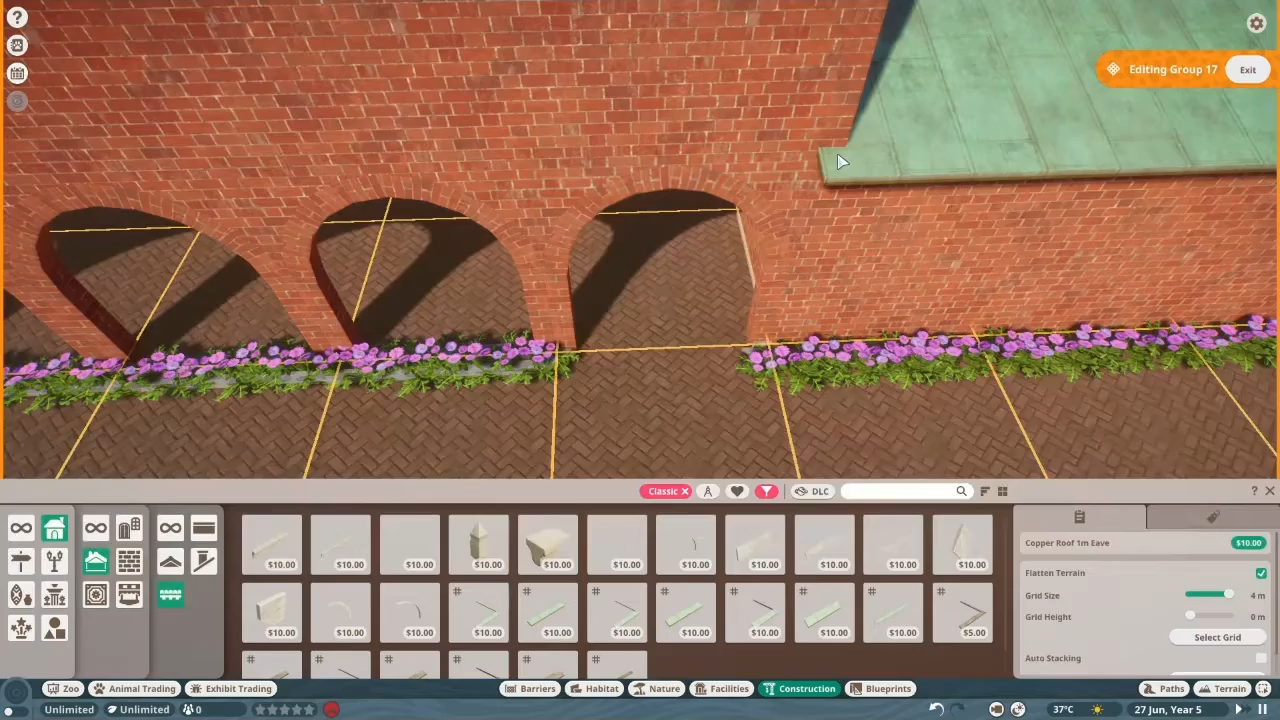 ?
Editing Group 17 Exit
Classic ×
DLC
? ×
$10.00 $10.00 $10.00 $10.00 $10.00 $10.00 $10.00 $10.00 $10.00 $10.00 $10.00
$10.00 $10.00 $10.00 $10.00 $10.00 $10.00 $10.00 $10.00 $10.00 $10.00 $5.00
Copper Roof 1m Eave $10.00
Flatten Terrain
Grid Size 4 m
Grid Height 0 m
Select Grid
Auto Stacking
Zoo Animal Trading Exhibit Trading Barriers Habitat Nature Facilities Construction Blueprints Paths Terrain
Unlimited Unlimited 0 37°C 27 Jun, Year 5